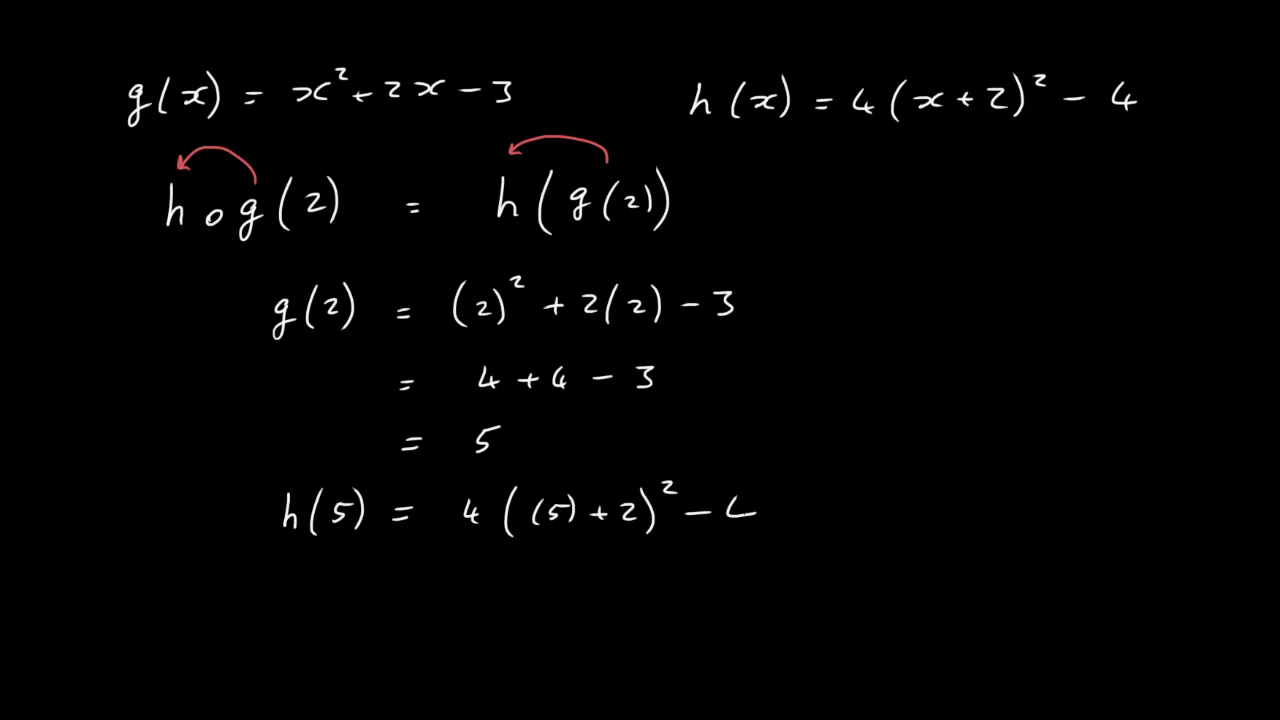 g(x) = x² + 2x − 3 h(x) = 4(x + 2)² − 4
h o g(2) = h(g(2))
g(2) = (2)² + 2(2) − 3
= 4 + 4 − 3
= 5
h(5) = 4((5) + 2)² −